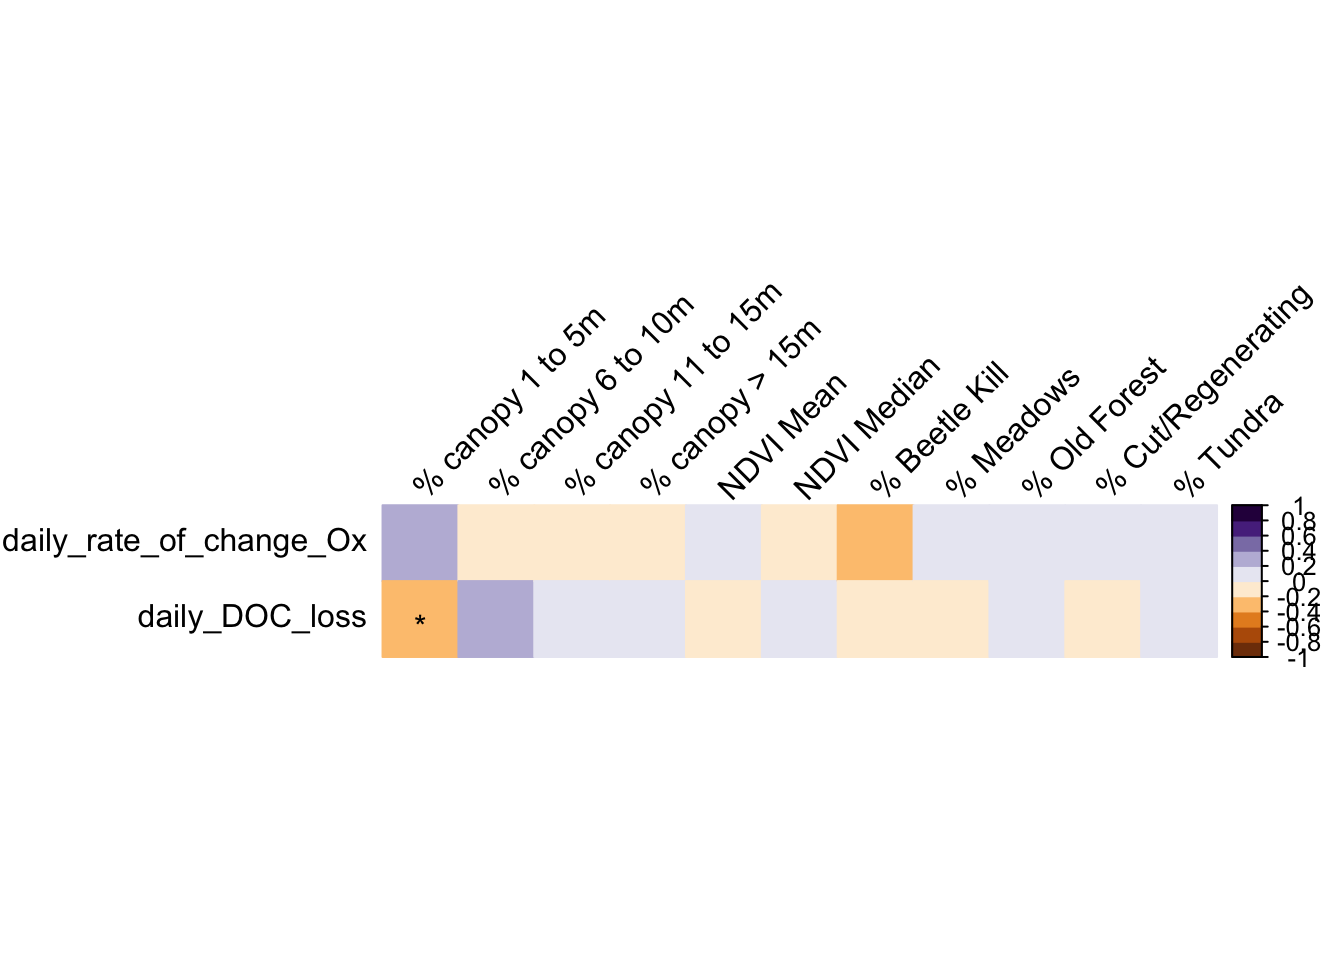 % canopy 1 to 5m
% canopy 6 to 10m
% canopy 11 to 15m
% canopy > 15m
NDVI Mean
NDVI Median
% Beetle Kill
% Meadows
% Old Forest
% Cut/Regenerating
% Tundra
daily_rate_of_change_Ox
daily_DOC_loss
*
1
0.8
0.6
0.4
0.2
0
-0.2
-0.4
-0.6
-0.8
-1